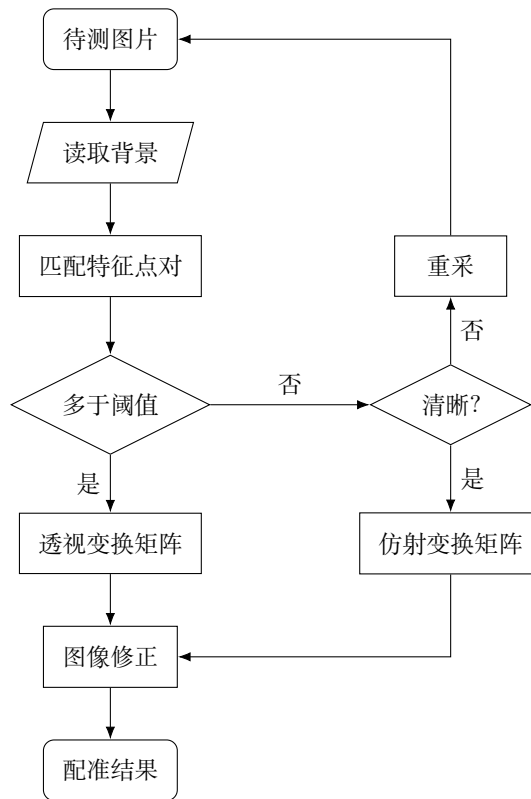 待测图片
读取背景
匹配特征点对
重采
否
多于阈值
否
清晰?
是
是
透视变换矩阵
仿射变换矩阵
图像修正
配准结果